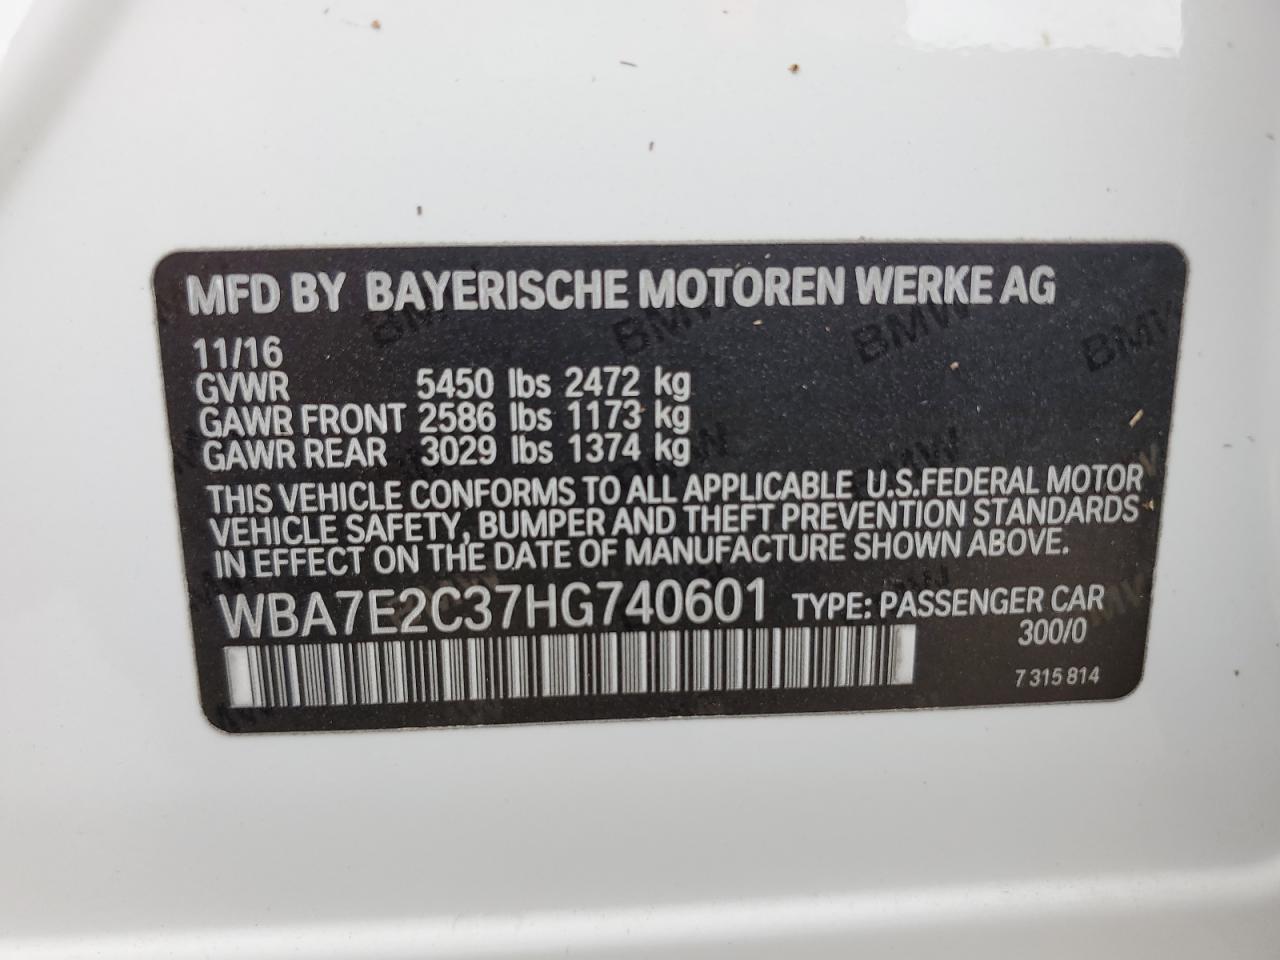 MFD BY BAYERISCHE MOTOREN WERKE AG
11/16
GVWR 5450 lbs 2472 kg
GAWR FRONT 2586 lbs 1173 kg
GAWR REAR 3029 lbs 1374 kg
THIS VEHICLE CONFORMS TO ALL APPLICABLE U.S.FEDERAL MOTOR
VEHICLE SAFETY, BUMPER AND THEFT PREVENTION STANDARDS
IN EFFECT ON THE DATE OF MANUFACTURE SHOWN ABOVE.
WBA7E2C37HG740601 TYPE: PASSENGER CAR
300/0
7 315 814